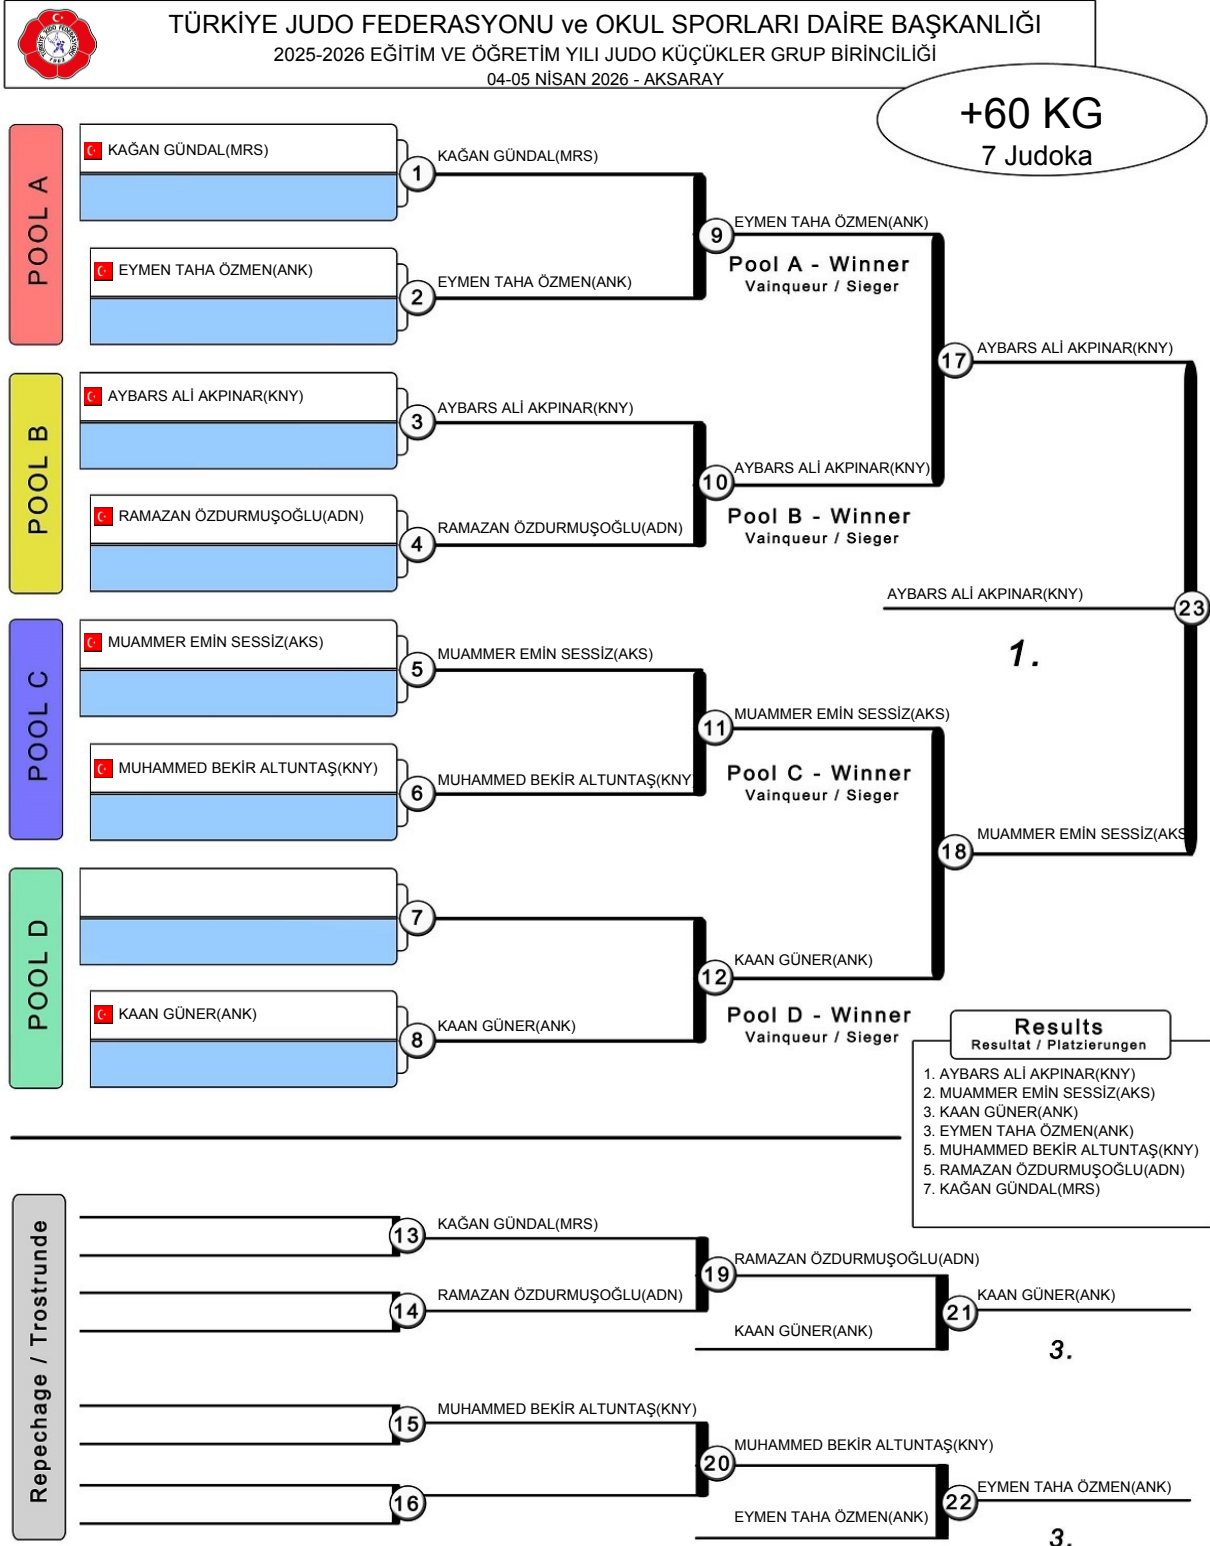 TÜRKİYE JUDO FEDERASYONU ve OKUL SPORLARI DAİRE BAŞKANLIĞI
2025-2026 EĞİTİM VE ÖĞRETİM YILI JUDO KÜÇÜKLER GRUP BİRİNCİLİĞİ
04-05 NİSAN 2026 - AKSARAY
+60 KG
7 Judoka
POOL A
KAĞAN GÜNDAL(MRS)
1
KAĞAN GÜNDAL(MRS)
EYMEN TAHA ÖZMEN(ANK)
2
EYMEN TAHA ÖZMEN(ANK)
9
EYMEN TAHA ÖZMEN(ANK)
Pool A - Winner
Vainqueur / Sieger
POOL B
AYBARS ALİ AKPINAR(KNY)
3
AYBARS ALİ AKPINAR(KNY)
RAMAZAN ÖZDURMUŞOĞLU(ADN)
4
RAMAZAN ÖZDURMUŞOĞLU(ADN)
10
AYBARS ALİ AKPINAR(KNY)
Pool B - Winner
Vainqueur / Sieger
17
AYBARS ALİ AKPINAR(KNY)
AYBARS ALİ AKPINAR(KNY)
23
1.
POOL C
MUAMMER EMİN SESSİZ(AKS)
5
MUAMMER EMİN SESSİZ(AKS)
MUHAMMED BEKİR ALTUNTAŞ(KNY)
6
MUHAMMED BEKİR ALTUNTAŞ(KNY)
11
MUAMMER EMİN SESSİZ(AKS)
Pool C - Winner
Vainqueur / Sieger
18
MUAMMER EMİN SESSİZ(AKS
POOL D
7
KAAN GÜNER(ANK)
8
KAAN GÜNER(ANK)
12
KAAN GÜNER(ANK)
Pool D - Winner
Vainqueur / Sieger
Results
Resultat / Platzierungen
1. AYBARS ALİ AKPINAR(KNY)
2. MUAMMER EMİN SESSİZ(AKS)
3. KAAN GÜNER(ANK)
3. EYMEN TAHA ÖZMEN(ANK)
5. MUHAMMED BEKİR ALTUNTAŞ(KNY)
5. RAMAZAN ÖZDURMUŞOĞLU(ADN)
7. KAĞAN GÜNDAL(MRS)
Repechage / Trostrunde
13
KAĞAN GÜNDAL(MRS)
14
RAMAZAN ÖZDURMUŞOĞLU(ADN)
19
RAMAZAN ÖZDURMUŞOĞLU(ADN)
KAAN GÜNER(ANK)
21
KAAN GÜNER(ANK)
3.
15
MUHAMMED BEKİR ALTUNTAŞ(KNY)
16
20
MUHAMMED BEKİR ALTUNTAŞ(KNY)
EYMEN TAHA ÖZMEN(ANK)
22
EYMEN TAHA ÖZMEN(ANK)
3.